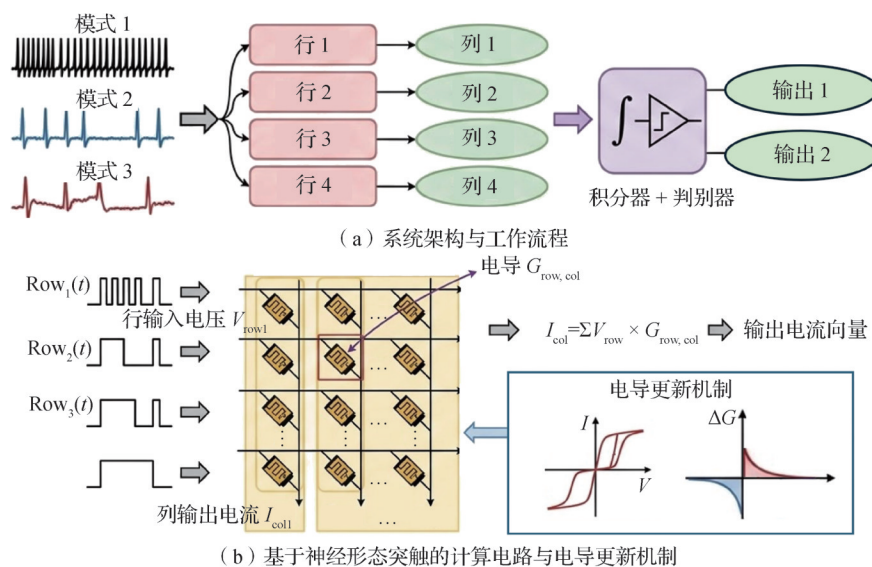 模式 1
模式 2
模式 3
行 1
行 2
行 3
行 4
列 1
列 2
列 3
列 4
∫
积分器 + 判别器
输出 1
输出 2
（a）系统架构与工作流程
Row₁(t)
Row₂(t)
Row₃(t)
行输入电压 V_row1
列输出电流 I_col1
电导 G_row, col
...
...
...
...
...
...
I_col=ΣV_row × G_row, col
输出电流向量
电导更新机制
I
V
ΔG
（b）基于神经形态突触的计算电路与电导更新机制